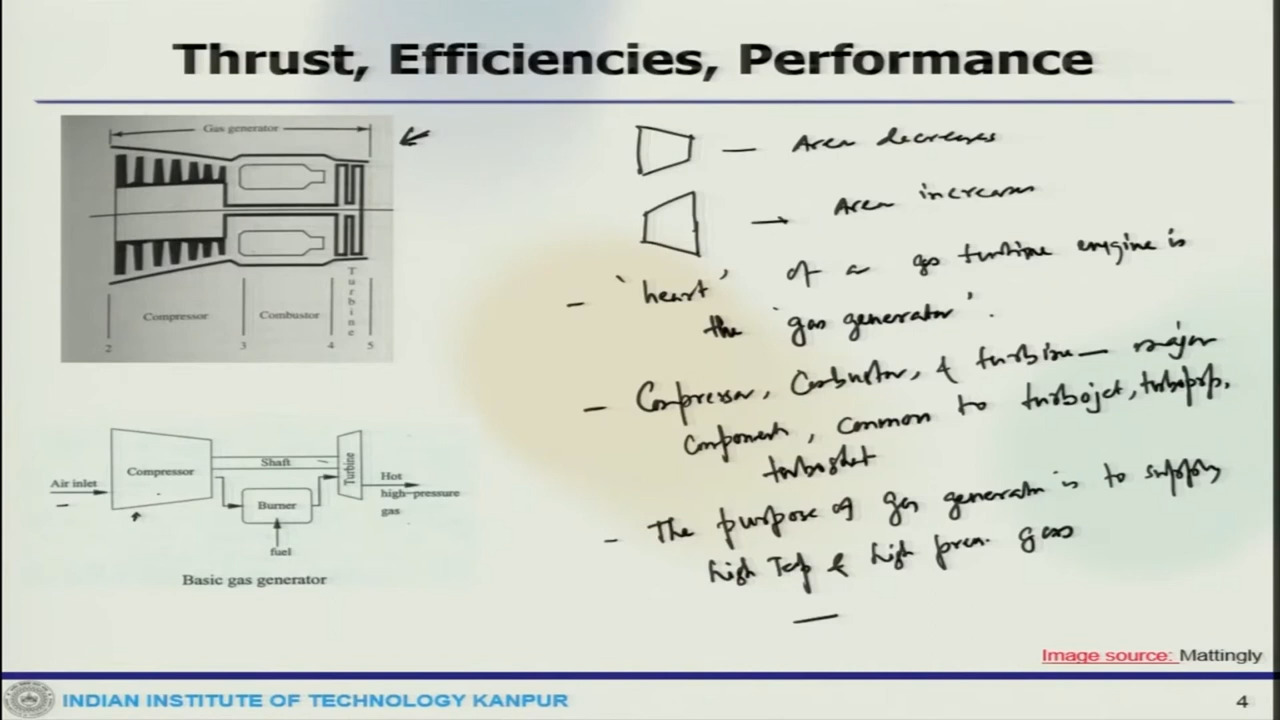 Thrust, Efficiencies, Performance
Gas generator
Compressor
Combustor
Turbine
2
3
4
5
Air inlet
Compressor
Shaft
Burner
fuel
Turbine
Hot
high-pressure
gas
Basic gas generator
— Area decreases
→ Area increases
- 'heart' of a gas turbine engine is
the 'gas generator'.
- Compressor, Combustor, & turbine — major
components, common to turbojet, turboprop,
turboshaft
- The purpose of gas generator is to supply
high Temp & high pres. gas
Image source: Mattingly
INDIAN INSTITUTE OF TECHNOLOGY KANPUR
4